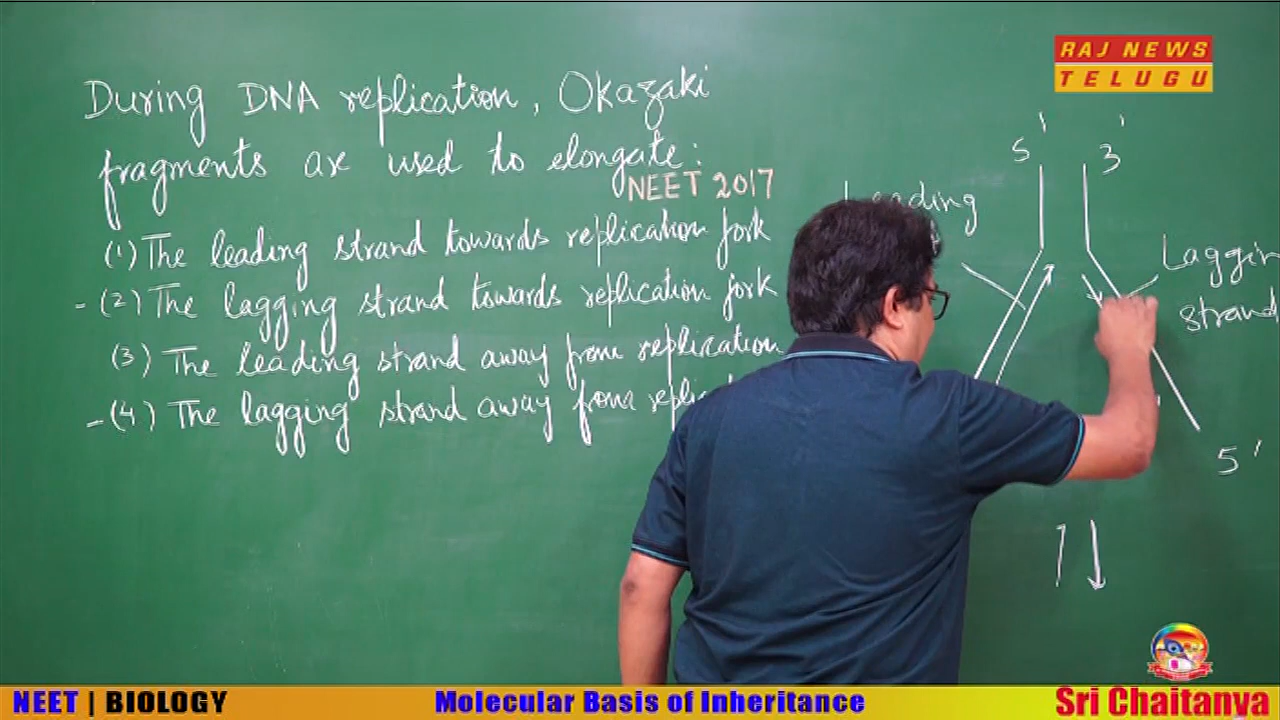 RAJ NEWS
TELUGU
During DNA replication, Okazaki
fragments are used to elongate:
NEET 2017
(1) The leading strand towards replication fork
- (2) The lagging strand towards replication fork
(3) The leading strand away from replication
- (4) The lagging strand away from
5'
3'
Leading
Laggin
strand
5'
NEET | BIOLOGY
Molecular Basis of Inheritance
Sri Chaitanya